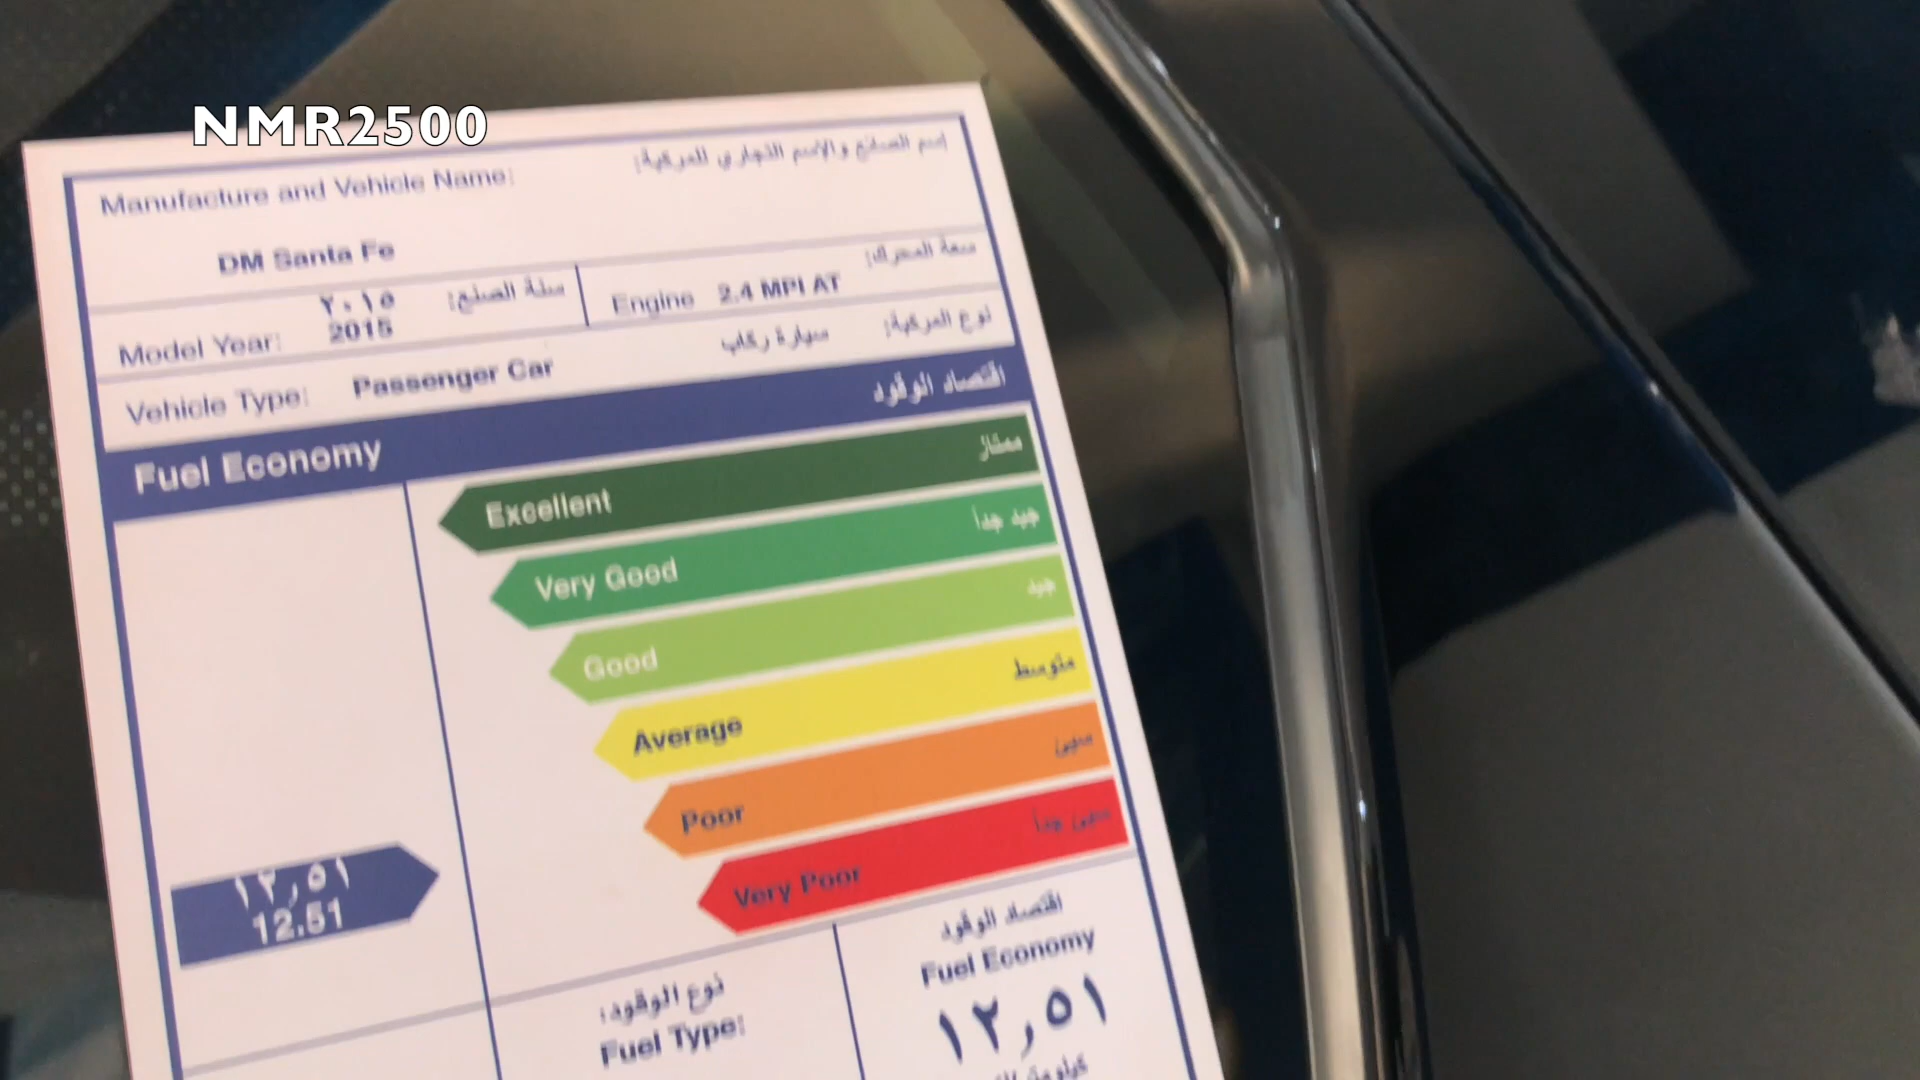 NMR2500
Manufacture and Vehicle Name:
إسم الصانع والإسم التجاري للمركبة:
DM Santa Fe
Model Year:
٢٠١٥
2015
سنة الصنع:
Engine 2.4 MPI AT
سعة المحرك:
Vehicle Type: Passenger Car
سيارة ركاب
نوع المركبة:
Fuel Economy
اقتصاد الوقود
Excellent ممتاز
Very Good جيد جداً
Good جيد
Average متوسط
Poor سيئ
Very Poor سيئ جداً
١٢,٥١
12.51
نوع الوقود:
Fuel Type:
اقتصاد الوقود
Fuel Economy
١٢,٥١